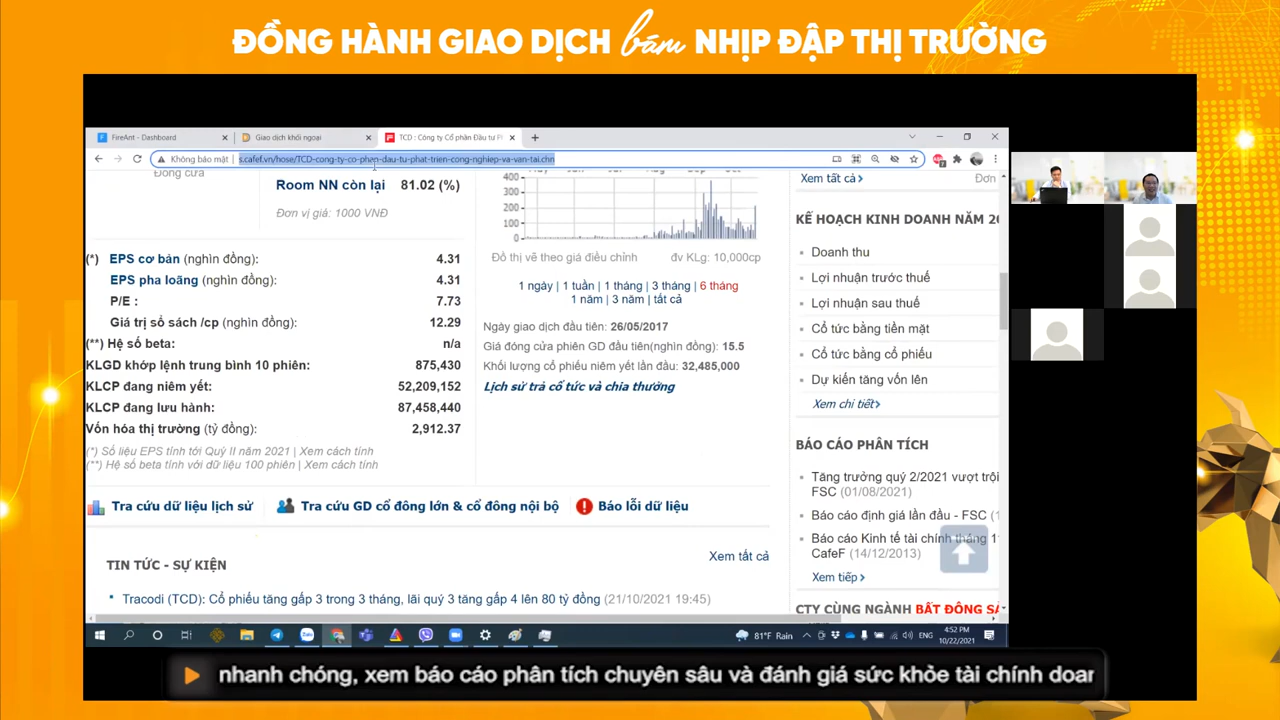 ĐỒNG HÀNH GIAO DỊCH bám NHỊP ĐẬP THỊ TRƯỜNG
FireAnt - Dashboard
Giao dịch khối ngoại
TCD : Công ty Cổ phần Đầu tư P
Không bảo mật
s.cafef.vn/hose/TCD-cong-ty-co-phan-dau-tu-phat-trien-cong-nghiep-va-van-tai.chn
Đóng cửa
Room NN còn lại 81.02 (%)
Đơn vị giá: 1000 VNĐ
(*) EPS cơ bản (nghìn đồng): 4.31
EPS pha loãng (nghìn đồng): 4.31
P/E : 7.73
Giá trị sổ sách /cp (nghìn đồng): 12.29
(**) Hệ số beta: n/a
KLGD khớp lệnh trung bình 10 phiên: 875,430
KLCP đang niêm yết: 52,209,152
KLCP đang lưu hành: 87,458,440
Vốn hóa thị trường (tỷ đồng): 2,912.37
(*) Số liệu EPS tính tới Quý II năm 2021 | Xem cách tính
(**) Hệ số beta tính với dữ liệu 100 phiên | Xem cách tính
400
300
200
100
0
Đồ thị vẽ theo giá điều chỉnh
đv KLg: 10,000cp
1 ngày | 1 tuần | 1 tháng | 3 tháng | 6 tháng
1 năm | 3 năm | tất cả
Ngày giao dịch đầu tiên: 26/05/2017
Giá đóng cửa phiên GD đầu tiên(nghìn đồng): 15.5
Khối lượng cổ phiếu niêm yết lần đầu: 32,485,000
Lịch sử trả cổ tức và chia thưởng
Tra cứu dữ liệu lịch sử
Tra cứu GD cổ đông lớn & cổ đông nội bộ
Báo lỗi dữ liệu
TIN TỨC - SỰ KIỆN
Xem tất cả
Tracodi (TCD): Cổ phiếu tăng gấp 3 trong 3 tháng, lãi quý 3 tăng gấp 4 lên 80 tỷ đồng (21/10/2021 19:45)
Xem tất cả
Đơn
KẾ HOẠCH KINH DOANH NĂM 20
Doanh thu
Lợi nhuận trước thuế
Lợi nhuận sau thuế
Cổ tức bằng tiền mặt
Cổ tức bằng cổ phiếu
Dự kiến tăng vốn lên
Xem chi tiết
BÁO CÁO PHÂN TÍCH
Tăng trưởng quý 2/2021 vượt trội
FSC (01/08/2021)
Báo cáo định giá lần đầu - FSC (
Báo cáo Kinh tế tài chính tháng 1
CafeF (14/12/2013)
Xem tiếp
CTY CÙNG NGÀNH BẤT ĐỘNG SẢ
81°F Rain
ENG
4:52 PM
10/22/2021
nhanh chóng, xem báo cáo phân tích chuyên sâu và đánh giá sức khỏe tài chính doan